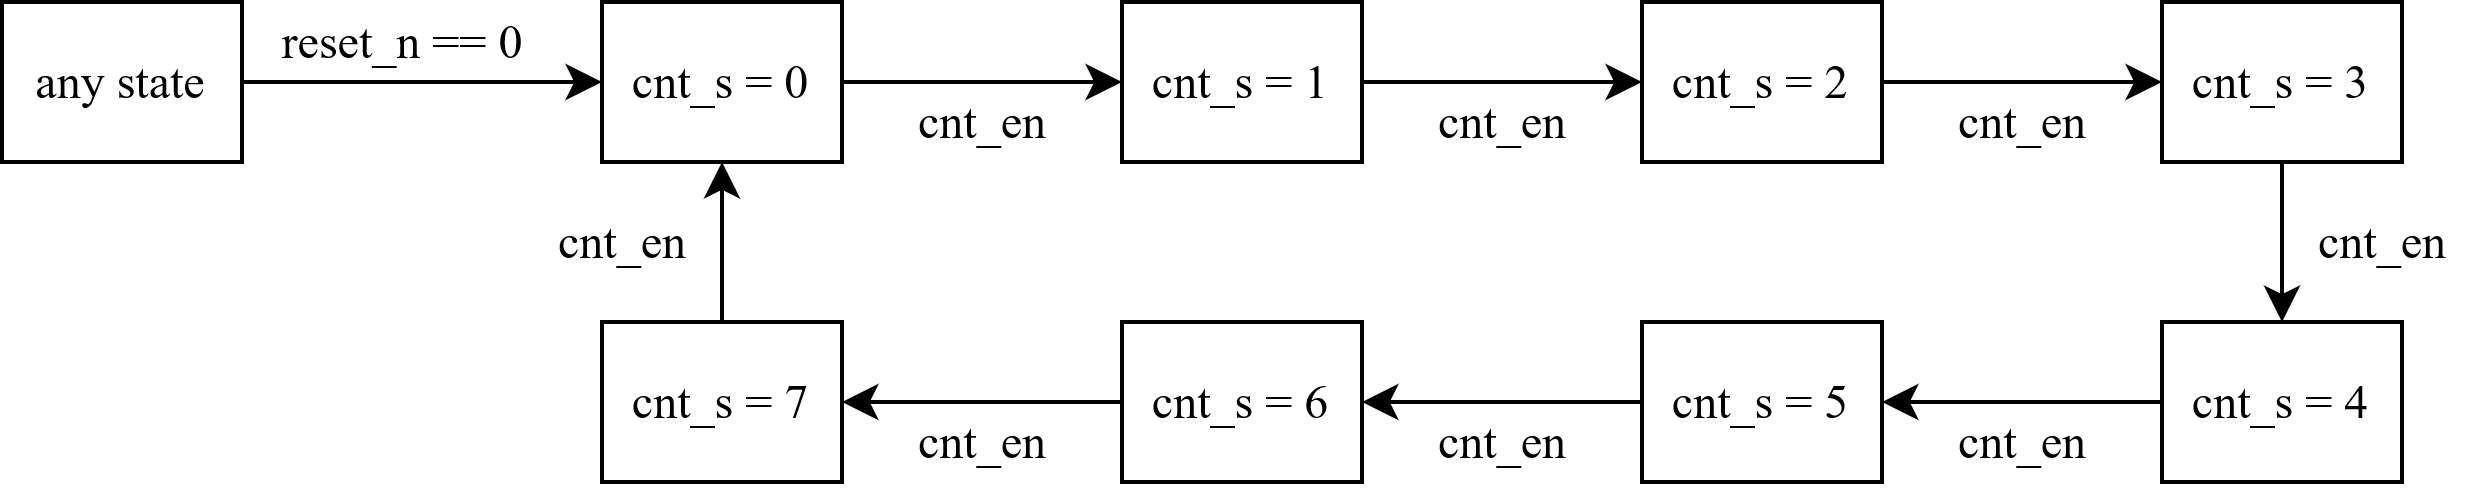 reset_n == 0
any state
cnt_s = 0
cnt_s = 1
cnt_s = 2
cnt_s = 3
cnt_en
cnt_en
cnt_en
cnt_en
cnt_en
cnt_s = 7
cnt_s = 6
cnt_s = 5
cnt_s = 4
cnt_en
cnt_en
cnt_en